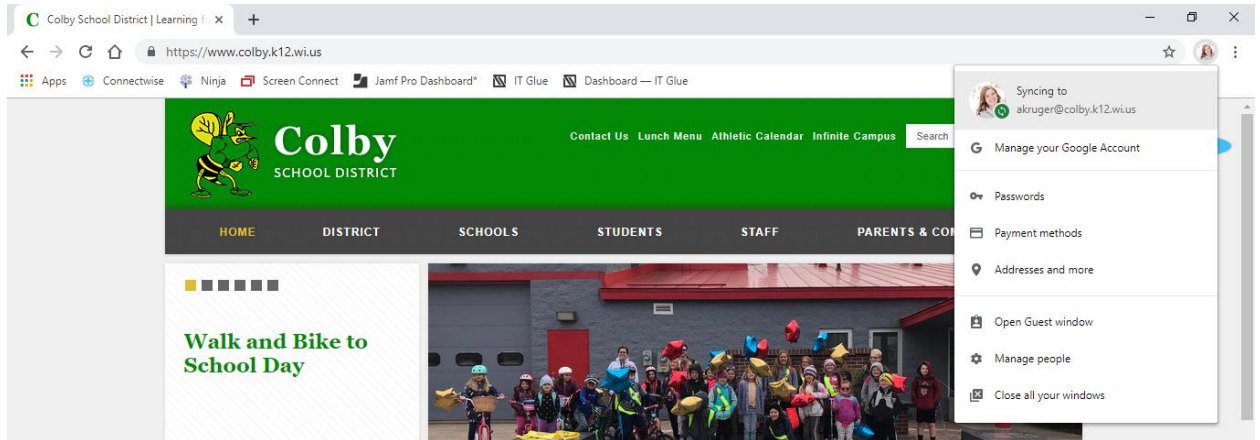 C Colby School District | Learning f
https://www.colby.k12.wi.us
Apps Connectwise Ninja Screen Connect Jamf Pro Dashboard* IT Glue Dashboard — IT Glue
Syncing to
akruger@colby.k12.wi.us
Manage your Google Account
Passwords
Payment methods
Addresses and more
Open Guest window
Manage people
Close all your windows
Colby
SCHOOL DISTRICT
Contact Us Lunch Menu Athletic Calendar Infinite Campus Search
HOME DISTRICT SCHOOLS STUDENTS STAFF PARENTS & CO
Walk and Bike to
School Day